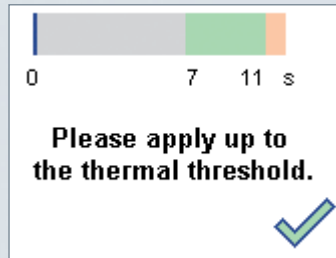 0 7 11 s
Please apply up to
the thermal threshold.